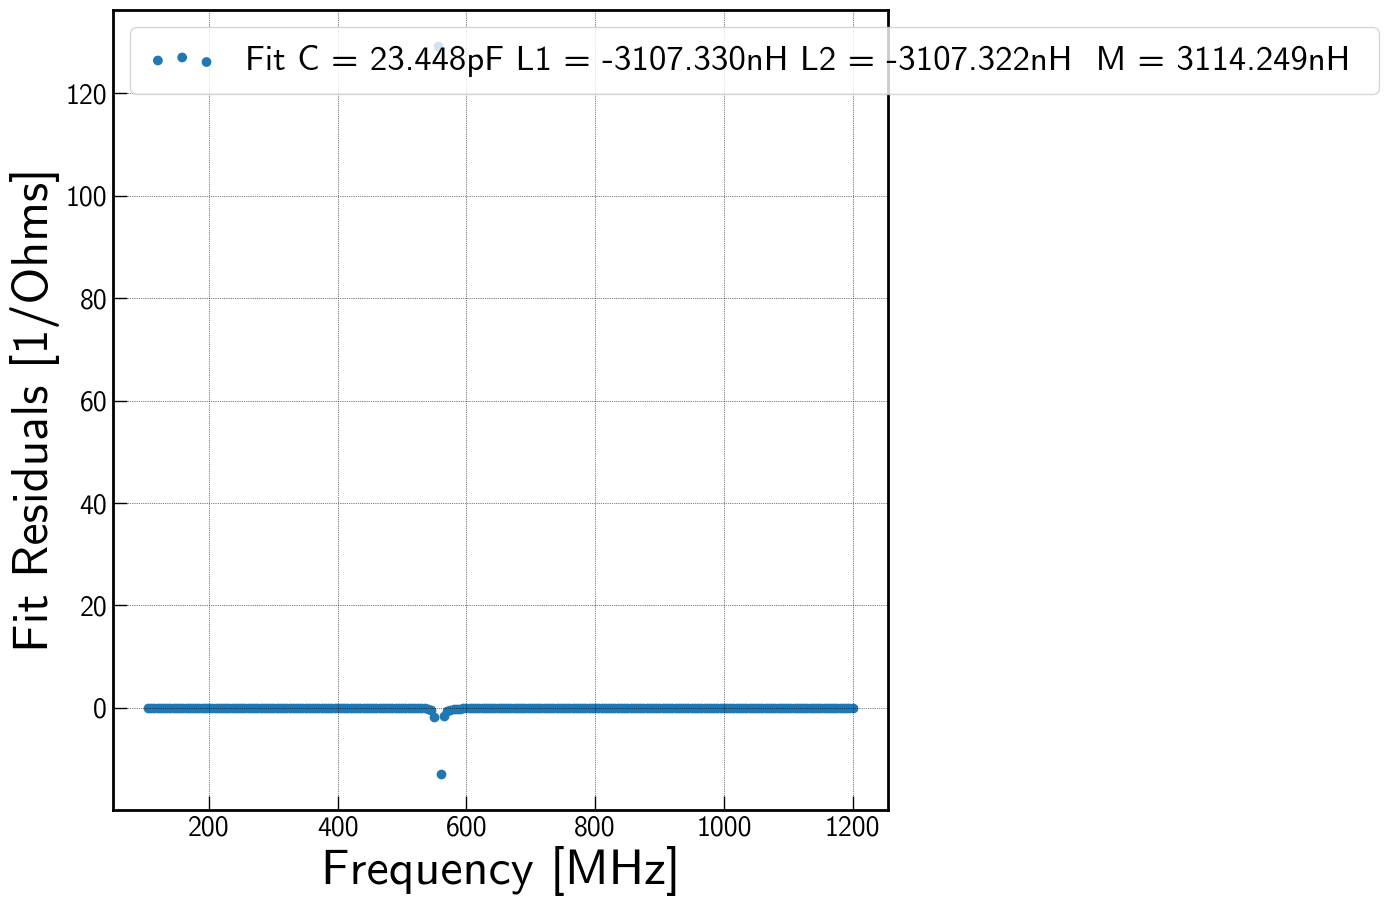 Fit C = 23.448pF L1 = -3107.330nH L2 = -3107.322nH  M = 3114.249nH
120
100
80
60
40
20
0
Fit Residuals [1/Ohms]
200 400 600 800 1000 1200
Frequency [MHz]